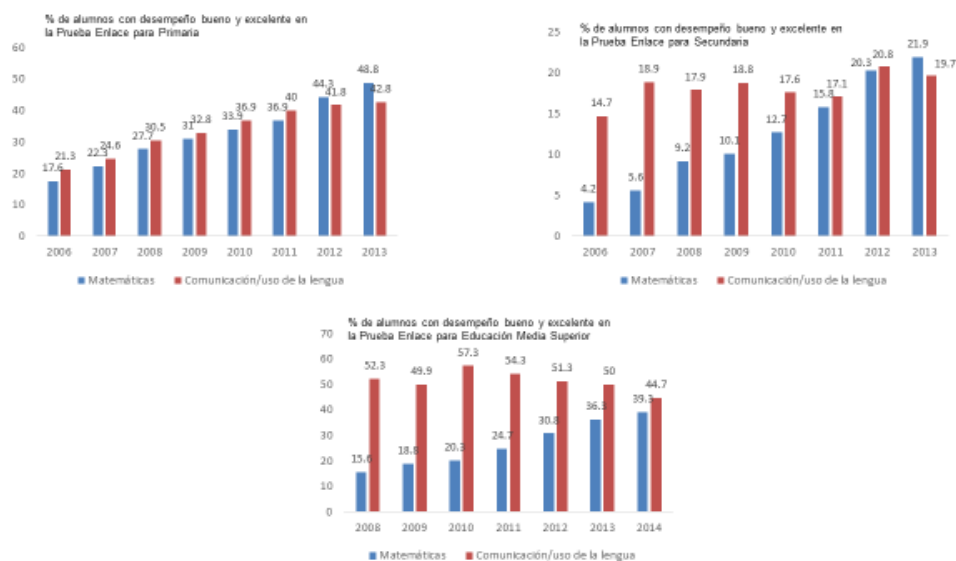 % de alumnos con desempeño bueno y excelente en
la Prueba Enlace para Primaria
60
50
40
30
20
10
0
17.6 21.3 22.3 24.6 27.7 30.5 31 32.8 33.9 36.9 36.9 40 44.3 41.8 48.8 42.8
2006 2007 2008 2009 2010 2011 2012 2013
Matemáticas Comunicación/uso de la lengua
% de alumnos con desempeño bueno y excelente en
la Prueba Enlace para Secundaria
25
20
15
10
5
0
4.2 14.7 5.6 18.9 9.2 17.9 10.1 18.8 12.7 17.6 15.8 17.1 20.3 20.8 21.9 19.7
2006 2007 2008 2009 2010 2011 2012 2013
Matemáticas Comunicación/uso de la lengua
% de alumnos con desempeño bueno y excelente en
la Prueba Enlace para Educación Media Superior
70
60
50
40
30
20
10
0
15.6 52.3 18.8 49.9 20.3 57.3 24.7 54.3 30.8 51.3 36.3 50 39.3 44.7
2008 2009 2010 2011 2012 2013 2014
Matemáticas Comunicación/uso de la lengua